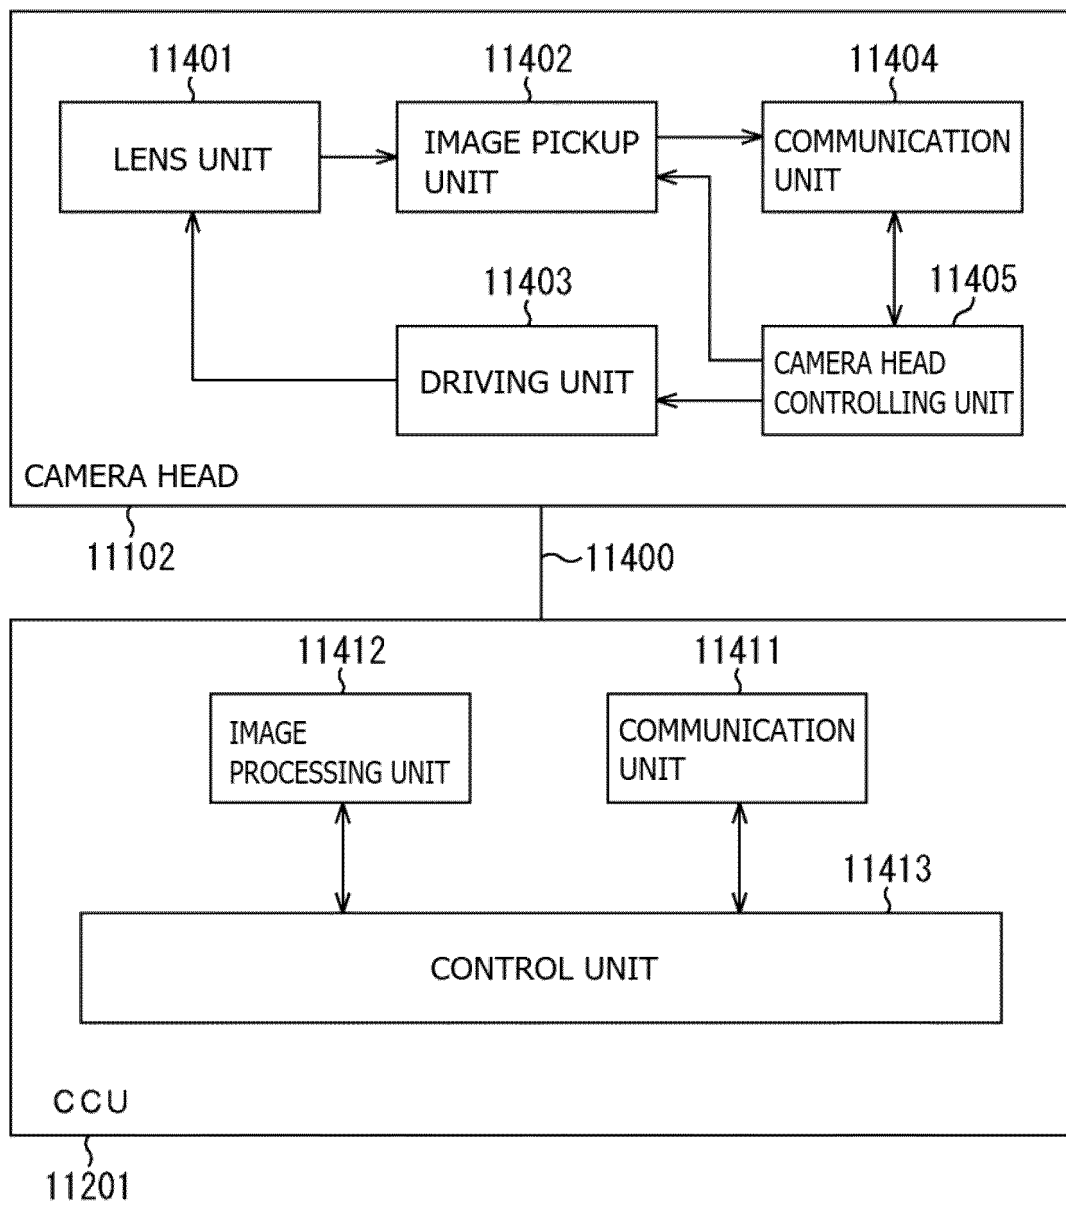 11401
11402
11404
LENS UNIT
IMAGE PICKUP
UNIT
COMMUNICATION
UNIT
11403
11405
DRIVING UNIT
CAMERA HEAD
CONTROLLING UNIT
CAMERA HEAD
11102
11400
11412
11411
IMAGE
PROCESSING UNIT
COMMUNICATION
UNIT
11413
CONTROL UNIT
CCU
11201